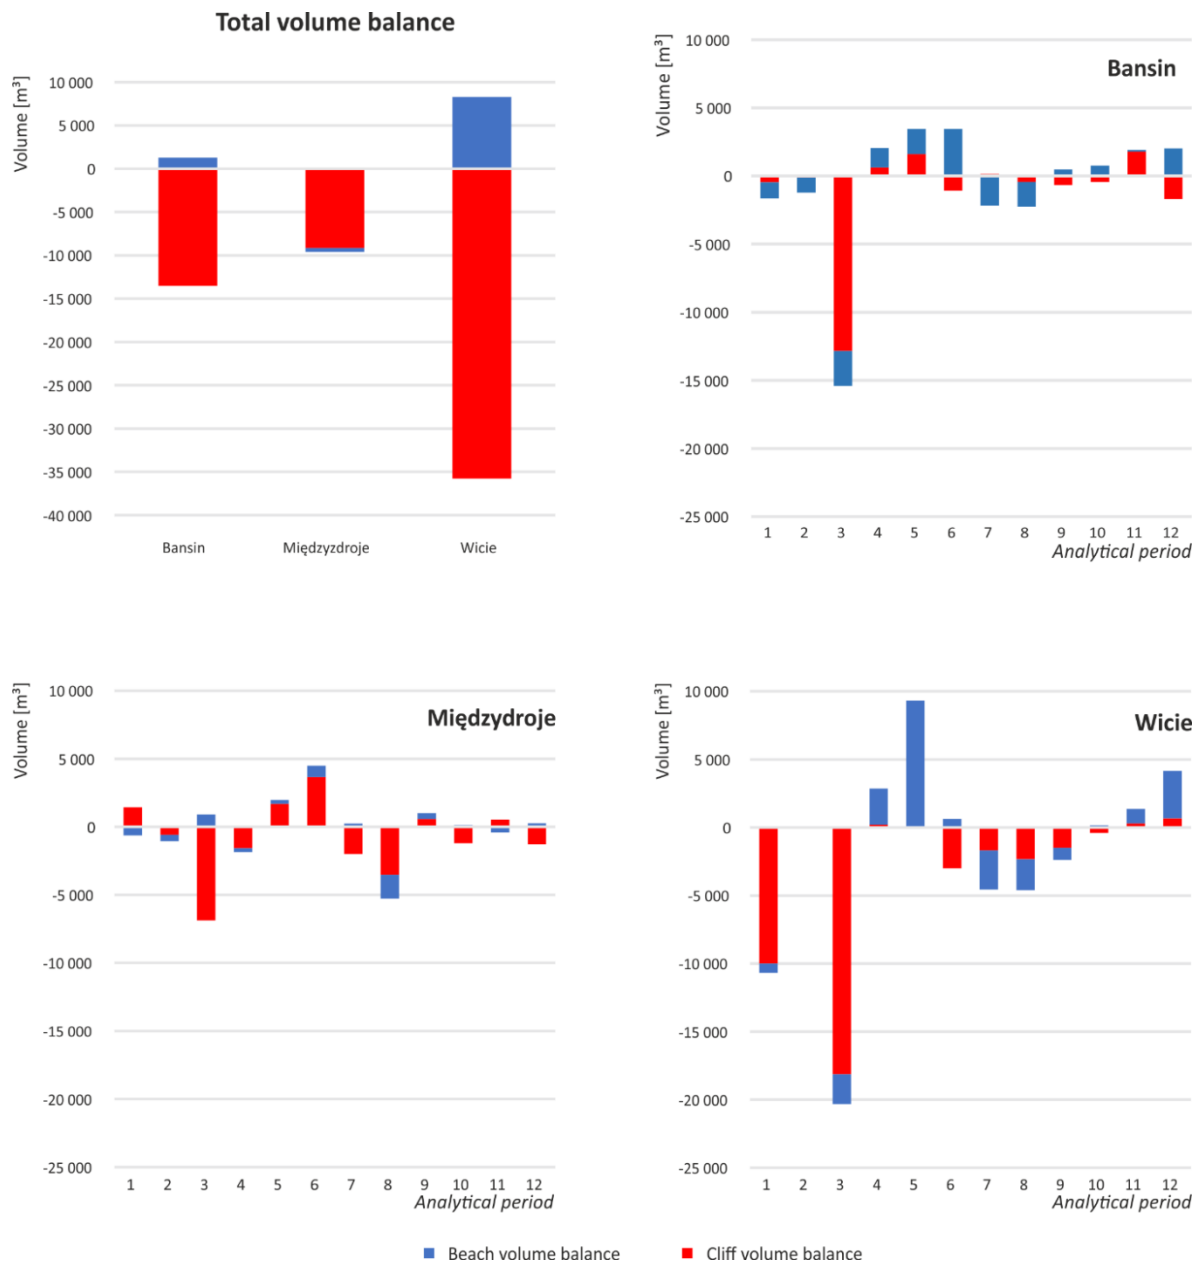 Total volume balance
Volume [m³]
10 000
5 000
0
-5 000
-10 000
-15 000
-20 000
-25 000
-30 000
-35 000
-40 000
Bansin Międzyzdroje Wicie
Bansin
Volume [m³]
10 000
5 000
0
-5 000
-10 000
-15 000
-20 000
-25 000
1 2 3 4 5 6 7 8 9 10 11 12
Analytical period
Międzydroje
Volume [m³]
10 000
5 000
0
-5 000
-10 000
-15 000
-20 000
-25 000
1 2 3 4 5 6 7 8 9 10 11 12
Analytical period
Wicie
Volume [m³]
10 000
5 000
0
-5 000
-10 000
-15 000
-20 000
-25 000
1 2 3 4 5 6 7 8 9 10 11 12
Analytical period
Beach volume balance Cliff volume balance